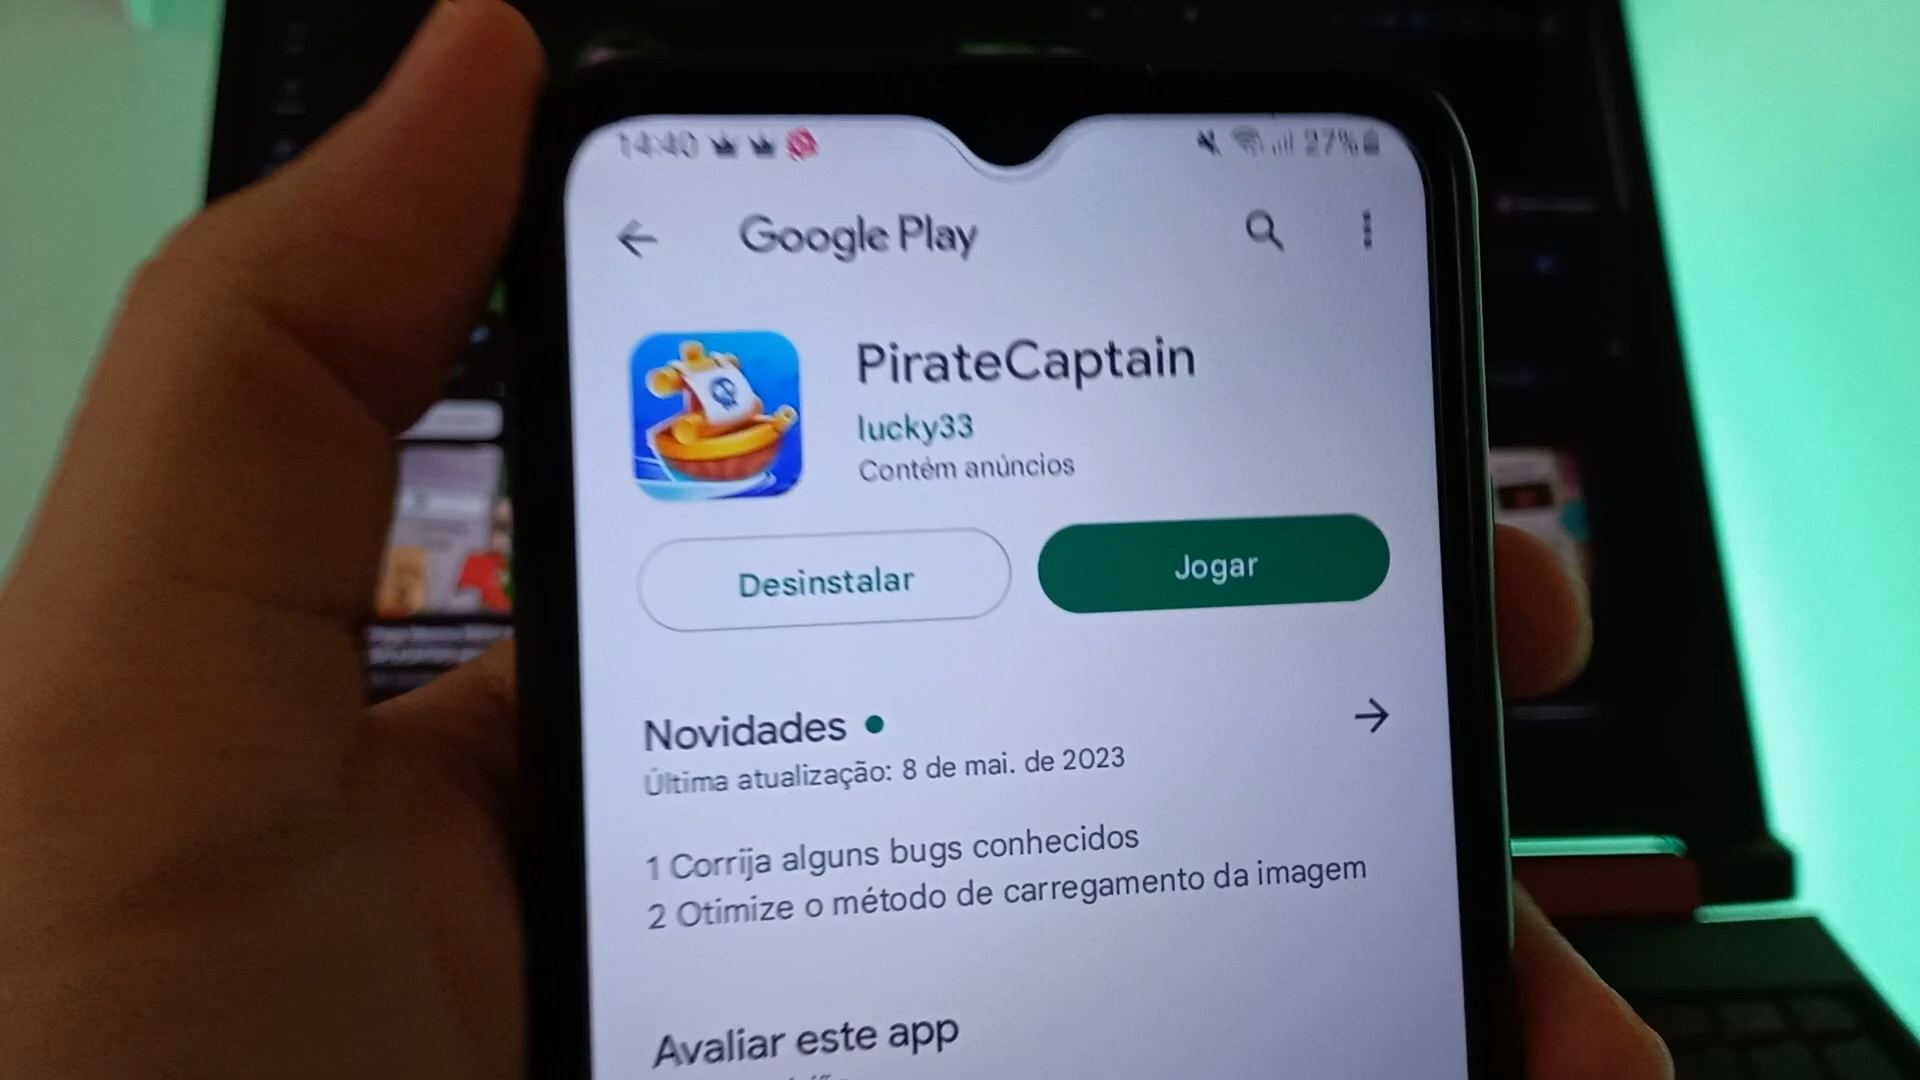 14:40
27%
Google Play
PirateCaptain
lucky33
Contém anúncios
Desinstalar
Jogar
Novidades
Última atualização: 8 de mai. de 2023
1 Corrija alguns bugs conhecidos
2 Otimize o método de carregamento da imagem
Avaliar este app